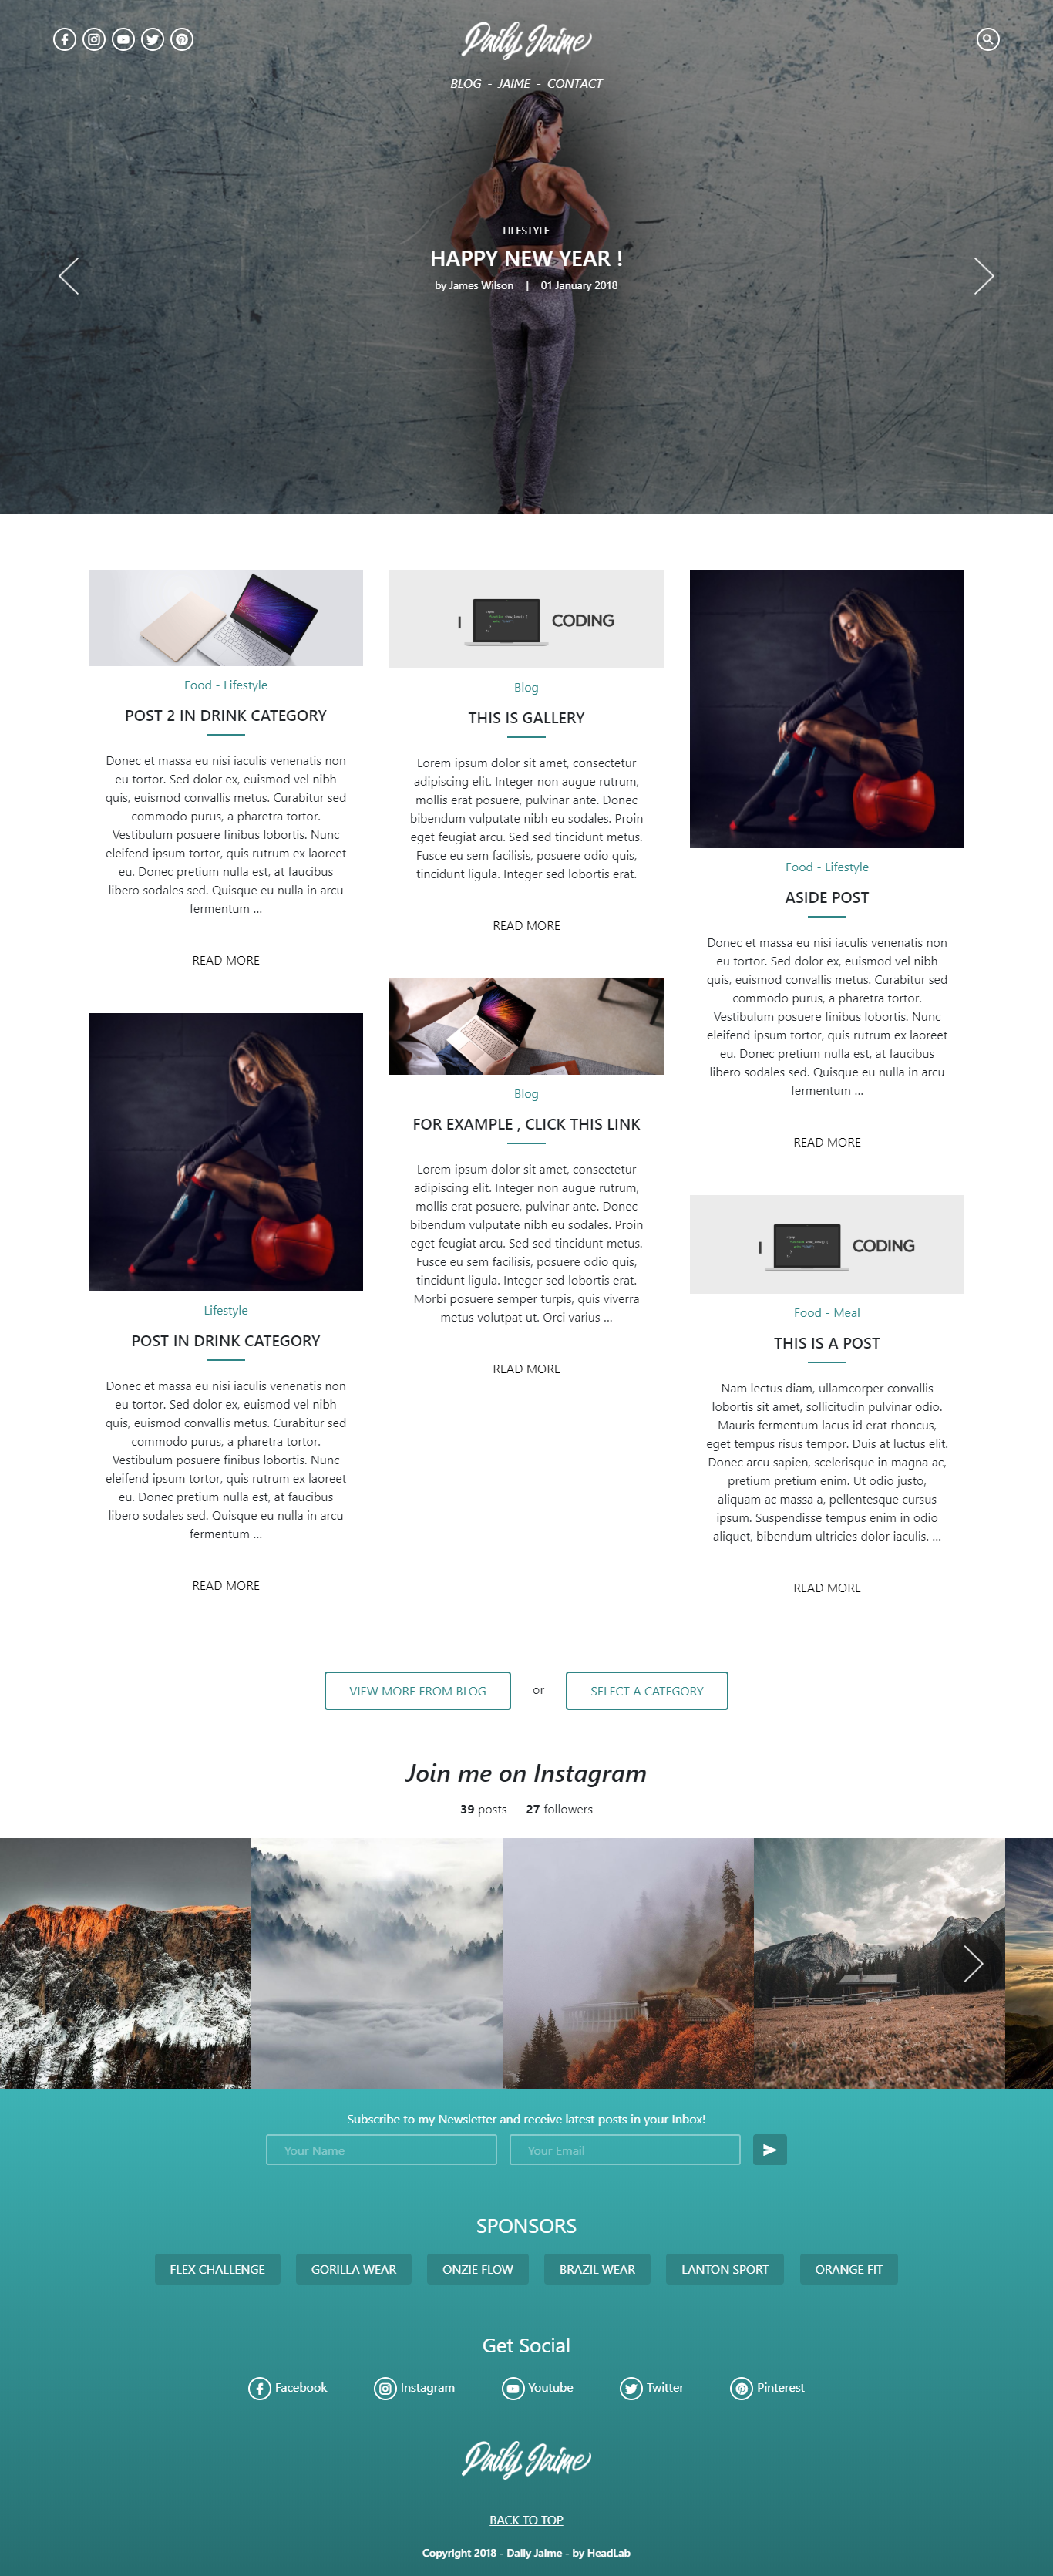 Daily Jaime
BLOG - JAIME - CONTACT
LIFESTYLE
HAPPY NEW YEAR !
by James Wilson | 01 January 2018
Food - Lifestyle
POST 2 IN DRINK CATEGORY
Donec et massa eu nisi iaculis venenatis non
eu tortor. Sed dolor ex, euismod vel nibh
quis, euismod convallis metus. Curabitur sed
commodo purus, a pharetra tortor.
Vestibulum posuere finibus lobortis. Nunc
eleifend ipsum tortor, quis rutrum ex laoreet
eu. Donec pretium nulla est, at faucibus
libero sodales sed. Quisque eu nulla in arcu
fermentum ...
READ MORE
Lifestyle
POST IN DRINK CATEGORY
Donec et massa eu nisi iaculis venenatis non
eu tortor. Sed dolor ex, euismod vel nibh
quis, euismod convallis metus. Curabitur sed
commodo purus, a pharetra tortor.
Vestibulum posuere finibus lobortis. Nunc
eleifend ipsum tortor, quis rutrum ex laoreet
eu. Donec pretium nulla est, at faucibus
libero sodales sed. Quisque eu nulla in arcu
fermentum ...
READ MORE
I CODING
Blog
THIS IS GALLERY
Lorem ipsum dolor sit amet, consectetur
adipiscing elit. Integer non augue rutrum,
mollis erat posuere, pulvinar ante. Donec
bibendum vulputate nibh eu sodales. Proin
eget feugiat arcu. Sed sed tincidunt metus.
Fusce eu sem facilisis, posuere odio quis,
tincidunt ligula. Integer sed lobortis erat.
READ MORE
Blog
FOR EXAMPLE , CLICK THIS LINK
Lorem ipsum dolor sit amet, consectetur
adipiscing elit. Integer non augue rutrum,
mollis erat posuere, pulvinar ante. Donec
bibendum vulputate nibh eu sodales. Proin
eget feugiat arcu. Sed sed tincidunt metus.
Fusce eu sem facilisis, posuere odio quis,
tincidunt ligula. Integer sed lobortis erat.
Morbi posuere semper turpis, quis viverra
metus volutpat ut. Orci varius ...
READ MORE
Food - Lifestyle
ASIDE POST
Donec et massa eu nisi iaculis venenatis non
eu tortor. Sed dolor ex, euismod vel nibh
quis, euismod convallis metus. Curabitur sed
commodo purus, a pharetra tortor.
Vestibulum posuere finibus lobortis. Nunc
eleifend ipsum tortor, quis rutrum ex laoreet
eu. Donec pretium nulla est, at faucibus
libero sodales sed. Quisque eu nulla in arcu
fermentum ...
READ MORE
I CODING
Food - Meal
THIS IS A POST
Nam lectus diam, ullamcorper convallis
lobortis sit amet, sollicitudin pulvinar odio.
Mauris fermentum lacus id erat rhoncus,
eget tempus risus tempor. Duis at luctus elit.
Donec arcu sapien, scelerisque in magna ac,
pretium pretium enim. Ut odio justo,
aliquam ac massa a, pellentesque cursus
ipsum. Suspendisse tempus enim in odio
aliquet, bibendum ultricies dolor iaculis. ...
READ MORE
VIEW MORE FROM BLOG or SELECT A CATEGORY
Join me on Instagram
39 posts 27 followers
Subscribe to my Newsletter and receive latest posts in your Inbox!
Your Name Your Email
SPONSORS
FLEX CHALLENGE GORILLA WEAR ONZIE FLOW BRAZIL WEAR LANTON SPORT ORANGE FIT
Get Social
Facebook Instagram Youtube Twitter Pinterest
Daily Jaime
BACK TO TOP
Copyright 2018 - Daily Jaime - by HeadLab